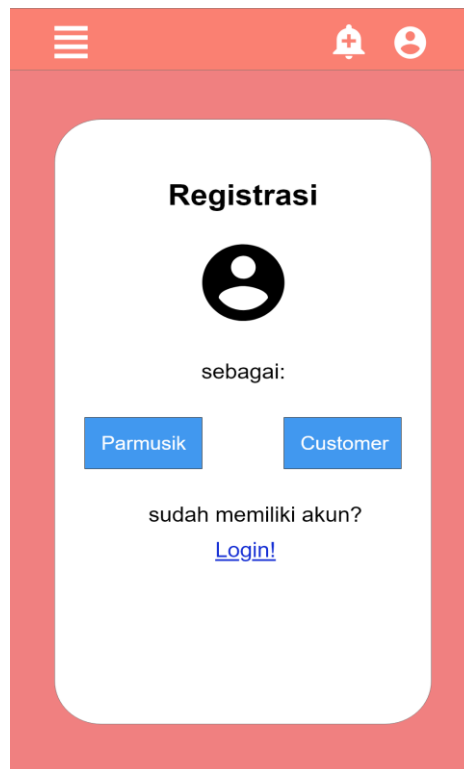 Registrasi
sebagai:
Parmusik
Customer
sudah memiliki akun?
Login!